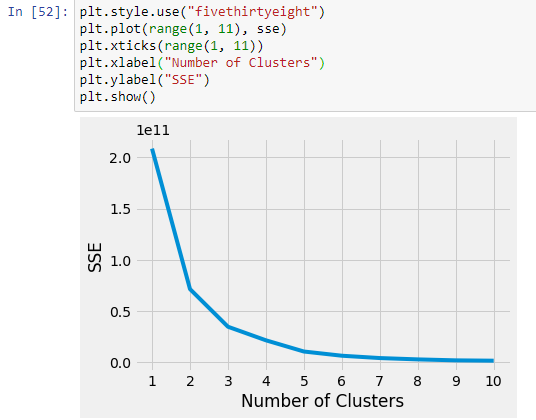 In [52]:
plt.style.use("fivethirtyeight")
plt.plot(range(1, 11), sse)
plt.xticks(range(1, 11))
plt.xlabel("Number of Clusters")
plt.ylabel("SSE")
plt.show()
1e11
2.0
1.5
1.0
0.5
0.0
SSE
1 2 3 4 5 6 7 8 9 10
Number of Clusters